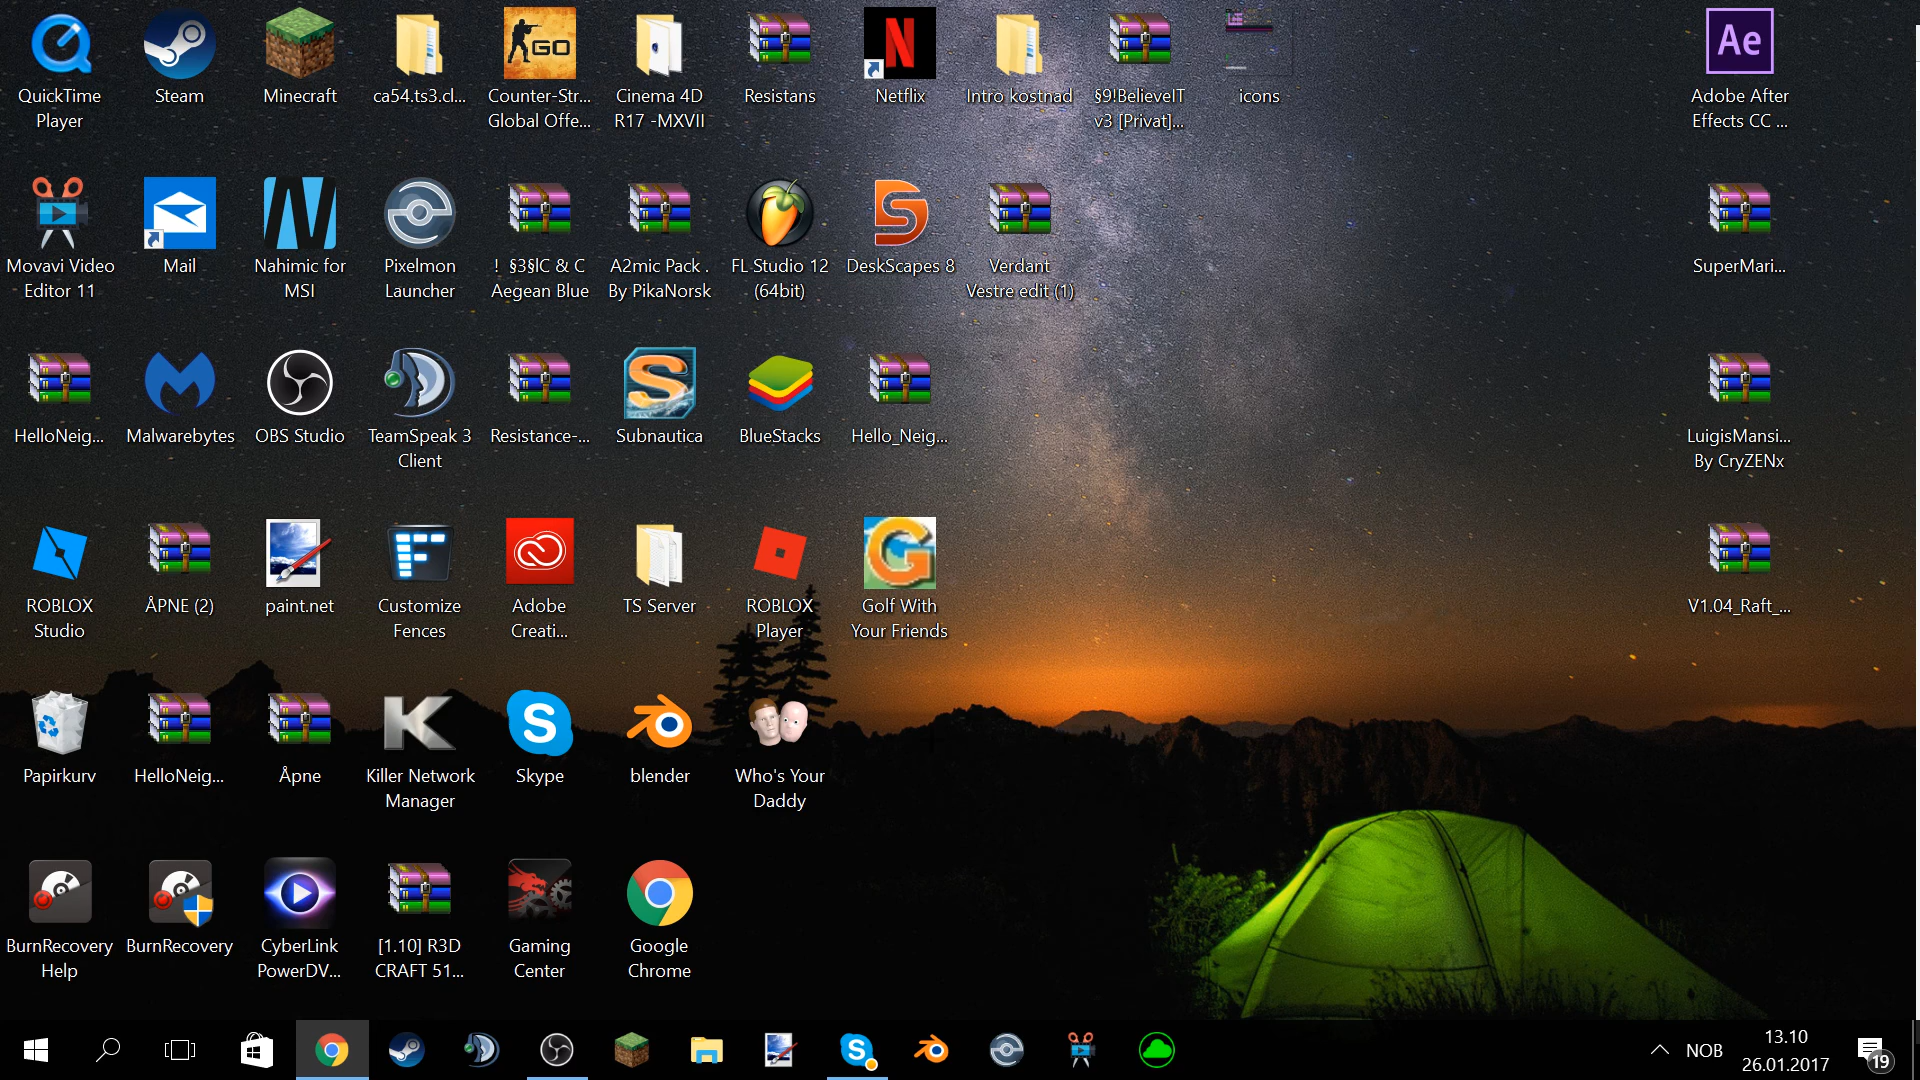 QuickTime Player
Steam
Minecraft
ca54.ts3.cl...
Counter-Str... Global Offe...
Cinema 4D R17 -MXVII
Resistans
Netflix
Intro kostnad
§9!BelieveIT v3 [Privat]...
icons
Adobe After Effects CC ...
Movavi Video Editor 11
Mail
Nahimic for MSI
Pixelmon Launcher
! §3§lC & C Aegean Blue
A2mic Pack . By PikaNorsk
FL Studio 12 (64bit)
DeskScapes 8
Verdant Vestre edit (1)
SuperMari...
HelloNeig...
Malwarebytes
OBS Studio
TeamSpeak 3 Client
Resistance-...
Subnautica
BlueStacks
Hello_Neig...
LuigisMansi... By CryZENx
ROBLOX Studio
ÅPNE (2)
paint.net
Customize Fences
Adobe Creati...
TS Server
ROBLOX Player
Golf With Your Friends
V1.04_Raft_...
Papirkurv
HelloNeig...
Åpne
Killer Network Manager
Skype
blender
Who's Your Daddy
BurnRecovery Help
BurnRecovery
CyberLink PowerDV...
[1.10] R3D CRAFT 51...
Gaming Center
Google Chrome
GO
N
Ae
NOB
13.10
26.01.2017
19